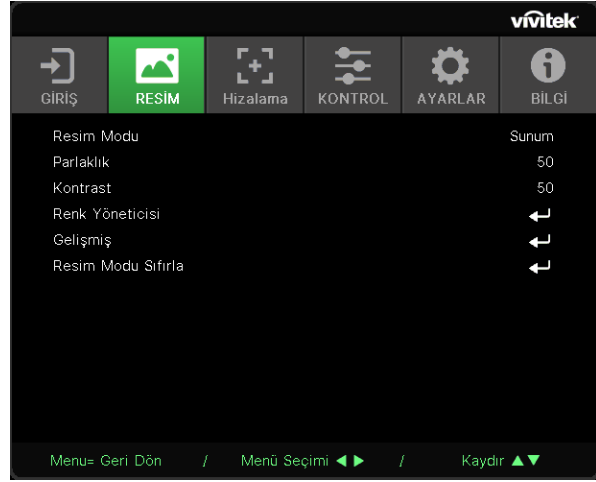 vivitek
GİRİŞ RESİM Hizalama KONTROL AYARLAR BİLGİ
Resim Modu Sunum
Parlaklık 50
Kontrast 50
Renk Yöneticisi
Gelişmiş
Resim Modu Sıfırla
Menu= Geri Dön / Menü Seçimi ◀ ▶ / Kaydır ▲▼